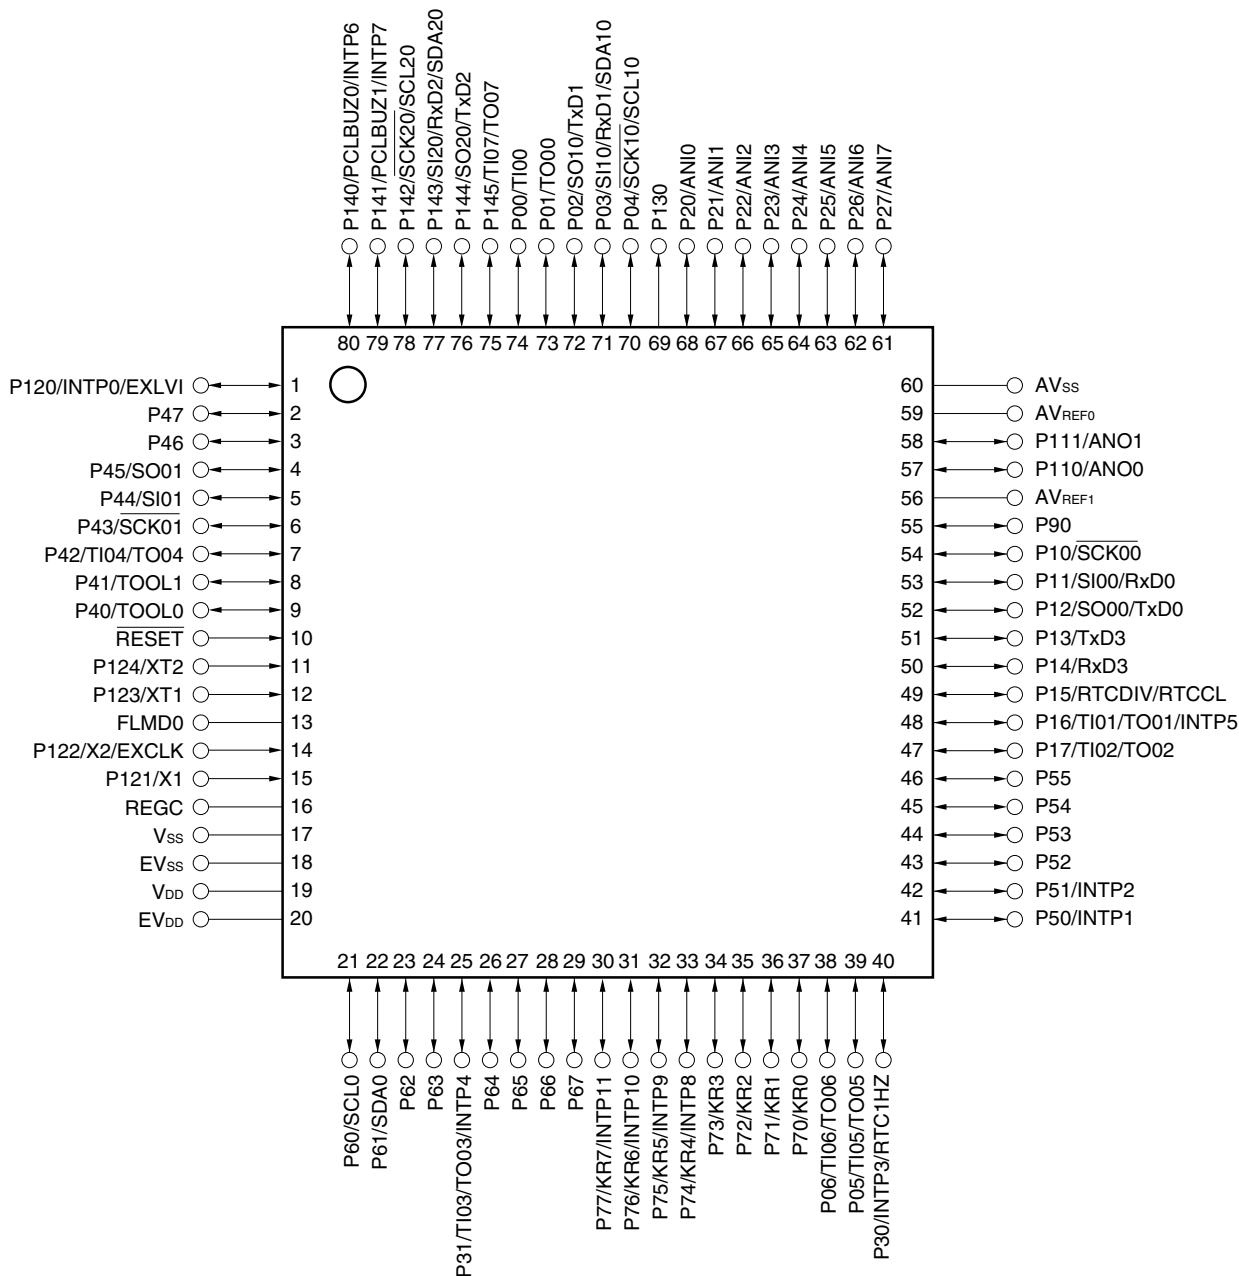 P140/PCLBUZ0/INTP6
P141/PCLBUZ1/INTP7
P142/SCK20/SCL20
P143/SI20/RxD2/SDA20
P144/SO20/TxD2
P145/TI07/TO07
P00/TI00
P01/TO00
P02/SO10/TxD1
P03/SI10/RxD1/SDA10
P04/SCK10/SCL10
P130
P20/ANI0
P21/ANI1
P22/ANI2
P23/ANI3
P24/ANI4
P25/ANI5
P26/ANI6
P27/ANI7
80 79 78 77 76 75 74 73 72 71 70 69 68 67 66 65 64 63 62 61
P120/INTP0/EXLVI 1
P47 2
P46 3
P45/SO01 4
P44/SI01 5
P43/SCK01 6
P42/TI04/TO04 7
P41/TOOL1 8
P40/TOOL0 9
RESET 10
P124/XT2 11
P123/XT1 12
FLMD0 13
P122/X2/EXCLK 14
P121/X1 15
REGC 16
VSS 17
EVSS 18
VDD 19
EVDD 20
60 AVSS
59 AVREF0
58 P111/ANO1
57 P110/ANO0
56 AVREF1
55 P90
54 P10/SCK00
53 P11/SI00/RxD0
52 P12/SO00/TxD0
51 P13/TxD3
50 P14/RxD3
49 P15/RTCDIV/RTCCL
48 P16/TI01/TO01/INTP5
47 P17/TI02/TO02
46 P55
45 P54
44 P53
43 P52
42 P51/INTP2
41 P50/INTP1
21 22 23 24 25 26 27 28 29 30 31 32 33 34 35 36 37 38 39 40
P60/SCL0
P61/SDA0
P62
P63
P31/TI03/TO03/INTP4
P64
P65
P66
P67
P77/KR7/INTP11
P76/KR6/INTP10
P75/KR5/INTP9
P74/KR4/INTP8
P73/KR3
P72/KR2
P71/KR1
P70/KR0
P06/TI06/TO06
P05/TI05/TO05
P30/INTP3/RTC1HZ